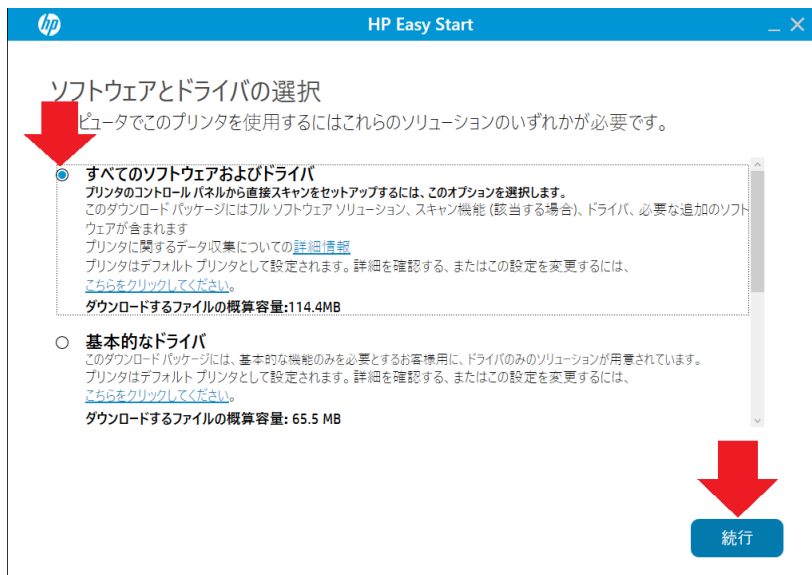 hp
HP Easy Start
ソフトウェアとドライバの選択
ピュータでこのプリンタを使用するにはこれらのソリューションのいずれかが必要です。
すべてのソフトウェアおよびドライバ
プリンタのコントロール パネルから直接スキャンをセットアップするには、このオプションを選択します。
このダウンロード パッケージにはフル ソフトウェア ソリューション、スキャン機能 (該当する場合)、ドライバ、必要な追加のソフト
ウェアが含まれます
プリンタに関するデータ収集についての詳細情報
プリンタはデフォルト プリンタとして設定されます。詳細を確認する、またはこの設定を変更するには、
こちらをクリックしてください。
ダウンロードするファイルの概算容量:114.4MB
基本的なドライバ
このダウンロード パッケージには、基本的な機能のみを必要とするお客様用に、ドライバのみのソリューションが用意されています。
プリンタはデフォルト プリンタとして設定されます。詳細を確認する、またはこの設定を変更するには、
こちらをクリックしてください。
ダウンロードするファイルの概算容量: 65.5 MB
続行